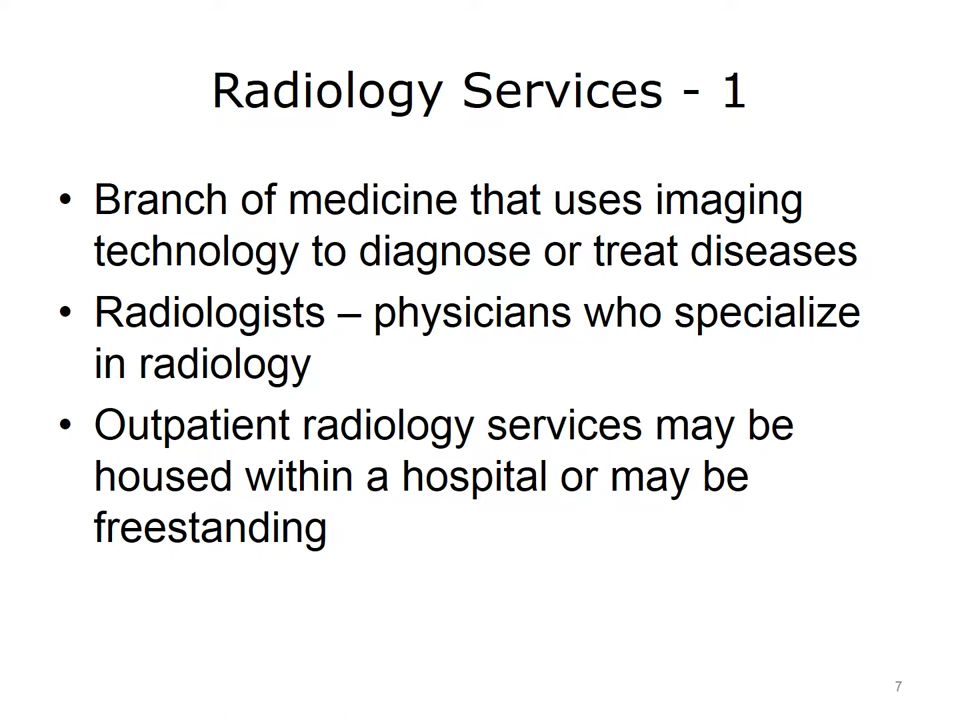 Radiology Services - 1
• Branch of medicine that uses imaging
technology to diagnose or treat diseases
• Radiologists – physicians who specialize
in radiology
• Outpatient radiology services may be
housed within a hospital or may be
freestanding
7